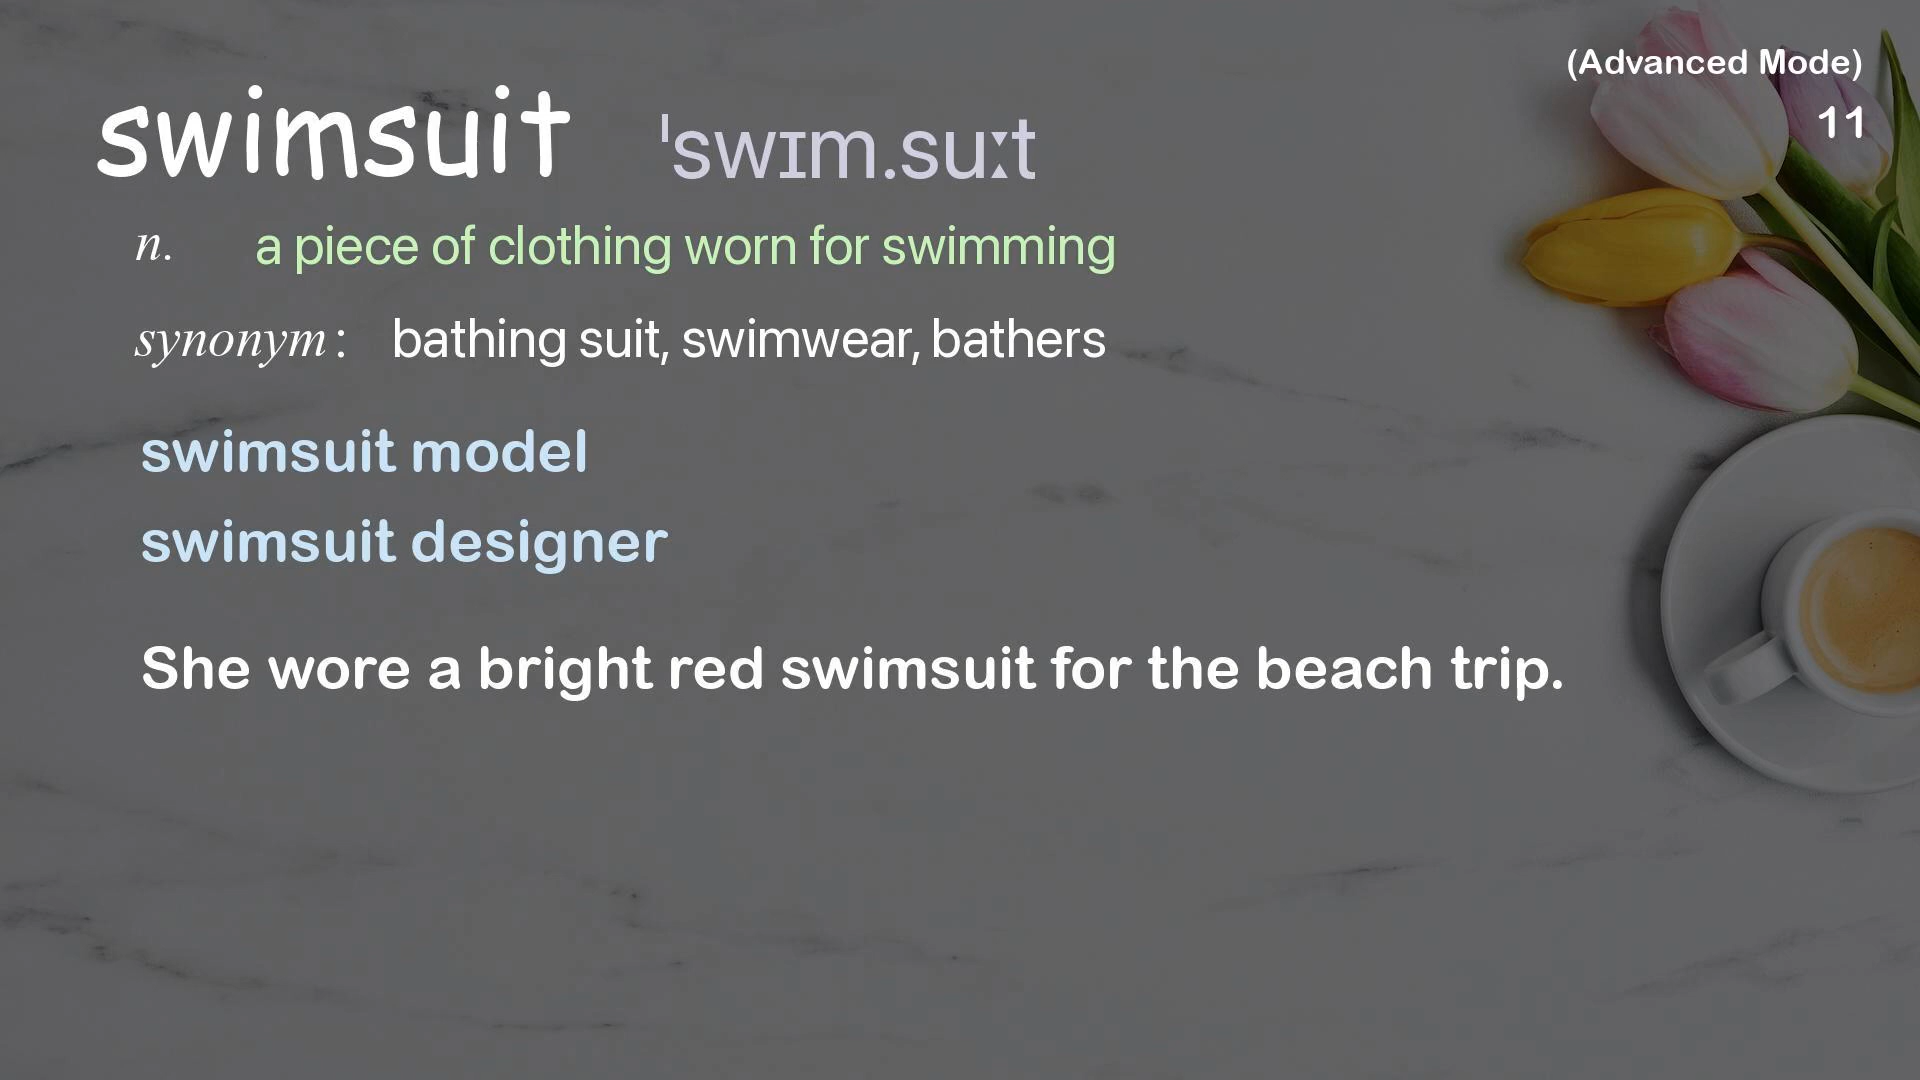 (Advanced Mode)
11
swimsuit ˈswɪm.suːt
n. a piece of clothing worn for swimming
synonym: bathing suit, swimwear, bathers
swimsuit model
swimsuit designer
She wore a bright red swimsuit for the beach trip.